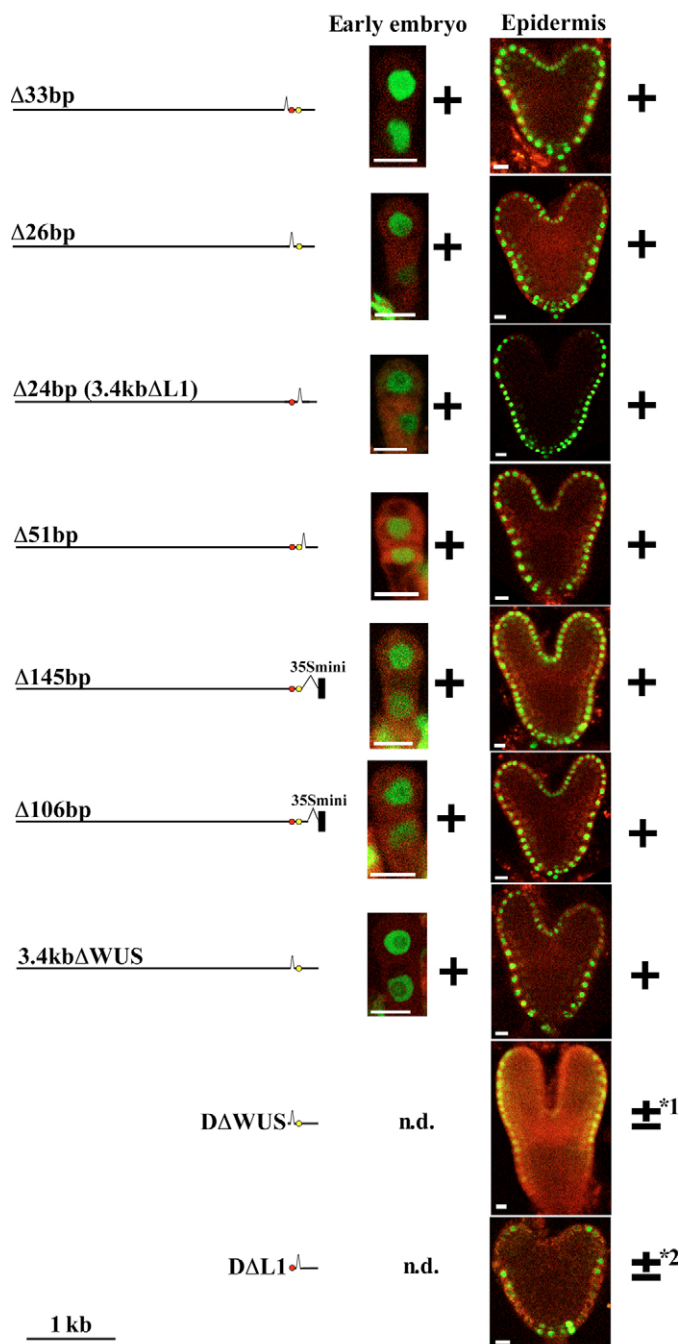 Early embryo Epidermis
Δ33bp + +
Δ26bp + +
Δ24bp (3.4kbΔL1) + +
Δ51bp + +
35Smini
Δ145bp + +
35Smini
Δ106bp + +
3.4kbΔWUS + +
DΔWUS n.d. ±*1
DΔL1 n.d. ±*2
1 kb